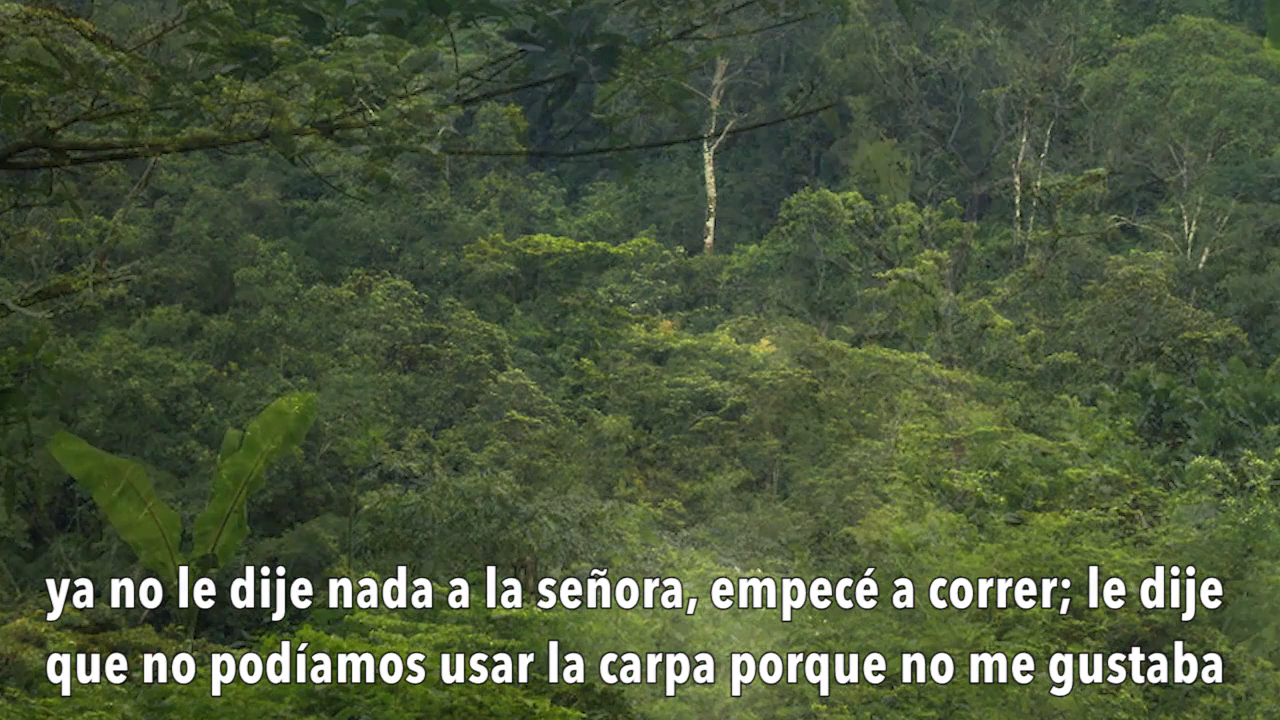 ya no le dije nada a la señora, empecé a correr; le dije
que no podíamos usar la carpa porque no me gustaba